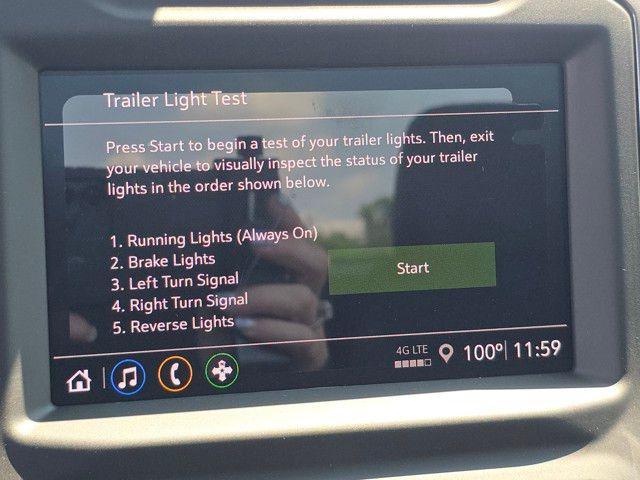 Trailer Light Test
Press Start to begin a test of your trailer lights. Then, exit
your vehicle to visually inspect the status of your trailer
lights in the order shown below.
1. Running Lights (Always On)
2. Brake Lights
3. Left Turn Signal
4. Right Turn Signal
5. Reverse Lights
Start
4G LTE
100° 11:59